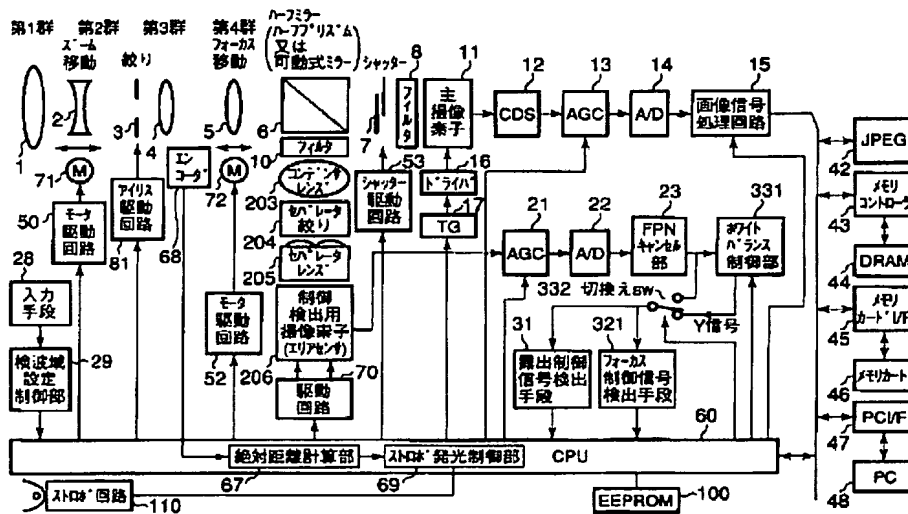 第1群
第2群
ズーム
移動
第3群
絞り
第4群
フォーカス
移動
ハーフミラー
(ハーフプリズム
又は
可動式ミラー)
シャッター
8
フィルタ
11
主
撮像
素子
12
CDS
13
AGC
14
A/D
15
画像信号
処理回路
1
2
3
4
5
6
7
10
フィルタ
エン
コーダ
68
71
M
72
M
50
モータ
駆動
回路
アイリス
駆動
回路
81
203
コンデンサ
レンズ
204
セパレータ
絞り
205
セパレータ
レンズ
53
シャッター
駆動
回路
16
ドライバ
17
TG
21
AGC
22
A/D
23
FPN
キャンセル
部
331
ホワイト
バランス
制御部
332
切換えSW
Y信号
28
入力
手段
29
検波域
設定
制御部
モータ
駆動
回路
52
制御
検出用
撮像素子
(エリアセンサ)
206
70
駆動
回路
31
露出制御
信号検出
手段
321
フォーカス
制御信号
検出手段
60
CPU
絶対距離計算部
67
ストロボ発光制御部
69
ストロボ回路
110
EEPROM
100
JPEG
42
メモリ
コントローラ
43
DRAM
44
メモリ
カードI/F
45
メモリカート
46
PCI/F
47
PC
48